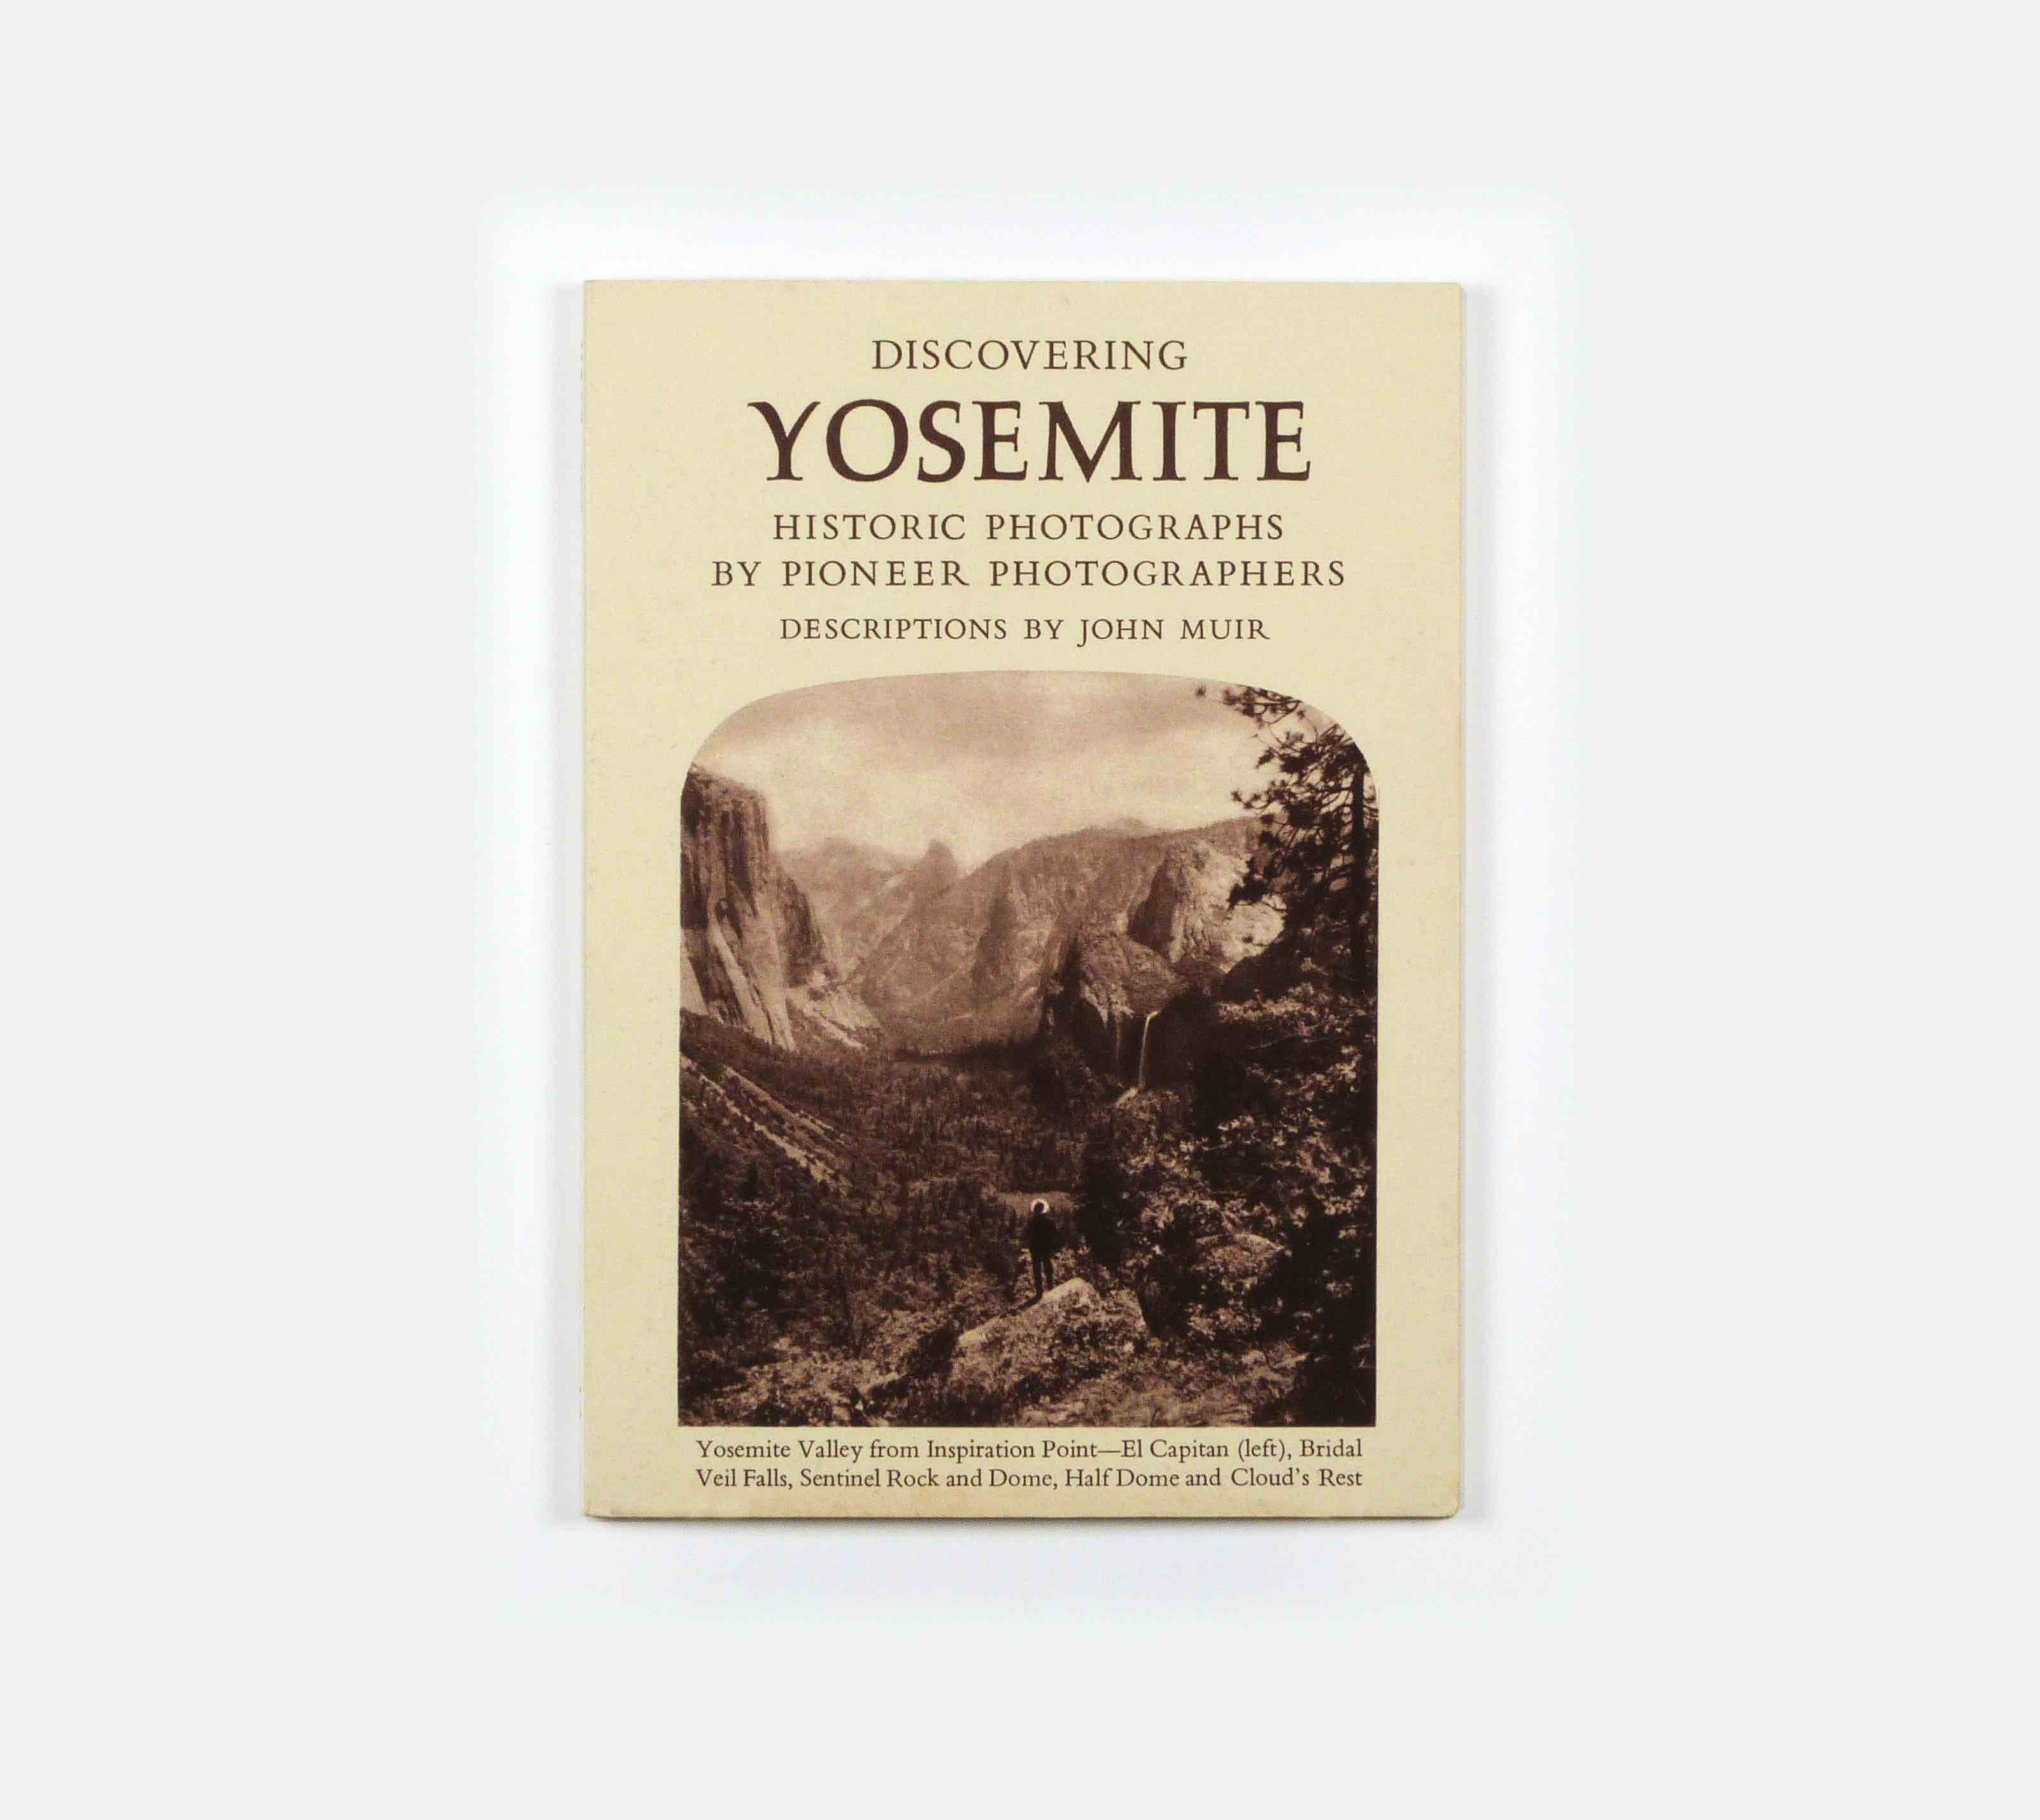 DISCOVERING
YOSEMITE
HISTORIC PHOTOGRAPHS
BY PIONEER PHOTOGRAPHERS
DESCRIPTIONS BY JOHN MUIR
Yosemite Valley from Inspiration Point—El Capitan (left), Bridal
Veil Falls, Sentinel Rock and Dome, Half Dome and Cloud's Rest